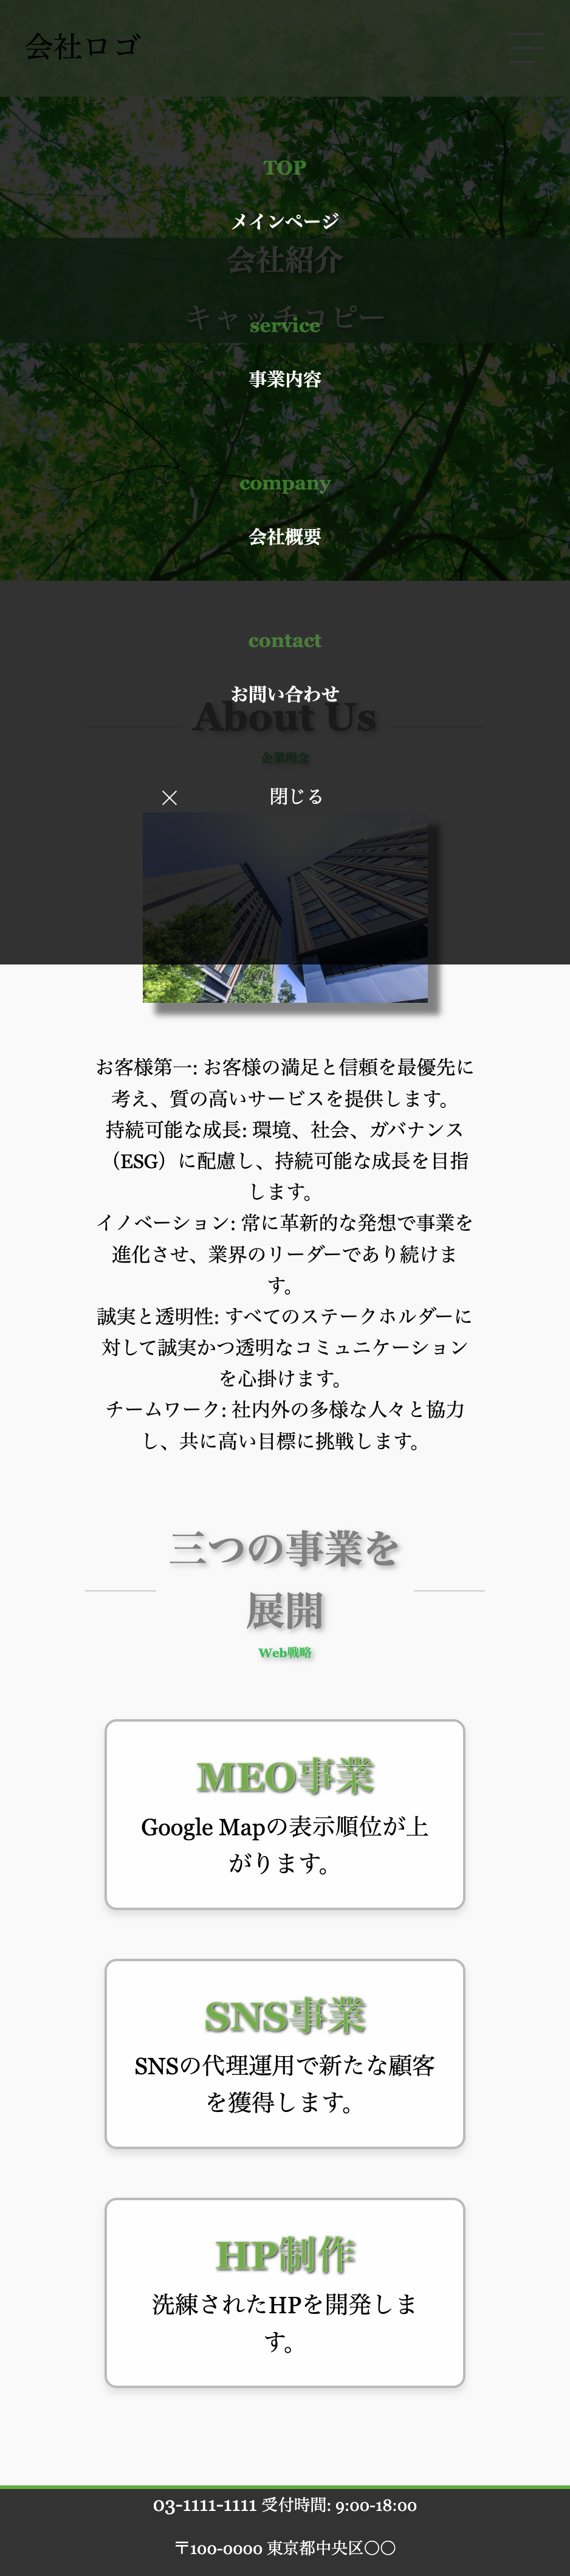 会社ロゴ
TOP
メインページ
会社紹介
キャッチコピー
service
事業内容
company
会社概要
contact
お問い合わせ
About Us
企業理念
閉じる
お客様第一: お客様の満足と信頼を最優先に
考え、質の高いサービスを提供します。
持続可能な成長: 環境、社会、ガバナンス
（ESG）に配慮し、持続可能な成長を目指
します。
イノベーション: 常に革新的な発想で事業を
進化させ、業界のリーダーであり続けま
す。
誠実と透明性: すべてのステークホルダーに
対して誠実かつ透明なコミュニケーション
を心掛けます。
チームワーク: 社内外の多様な人々と協力
し、共に高い目標に挑戦します。
三つの事業を
展開
Web戦略
MEO事業
Google Mapの表示順位が上
がります。
SNS事業
SNSの代理運用で新たな顧客
を獲得します。
HP制作
洗練されたHPを開発しま
す。
03-1111-1111 受付時間: 9:00-18:00
〒100-0000 東京都中央区〇〇